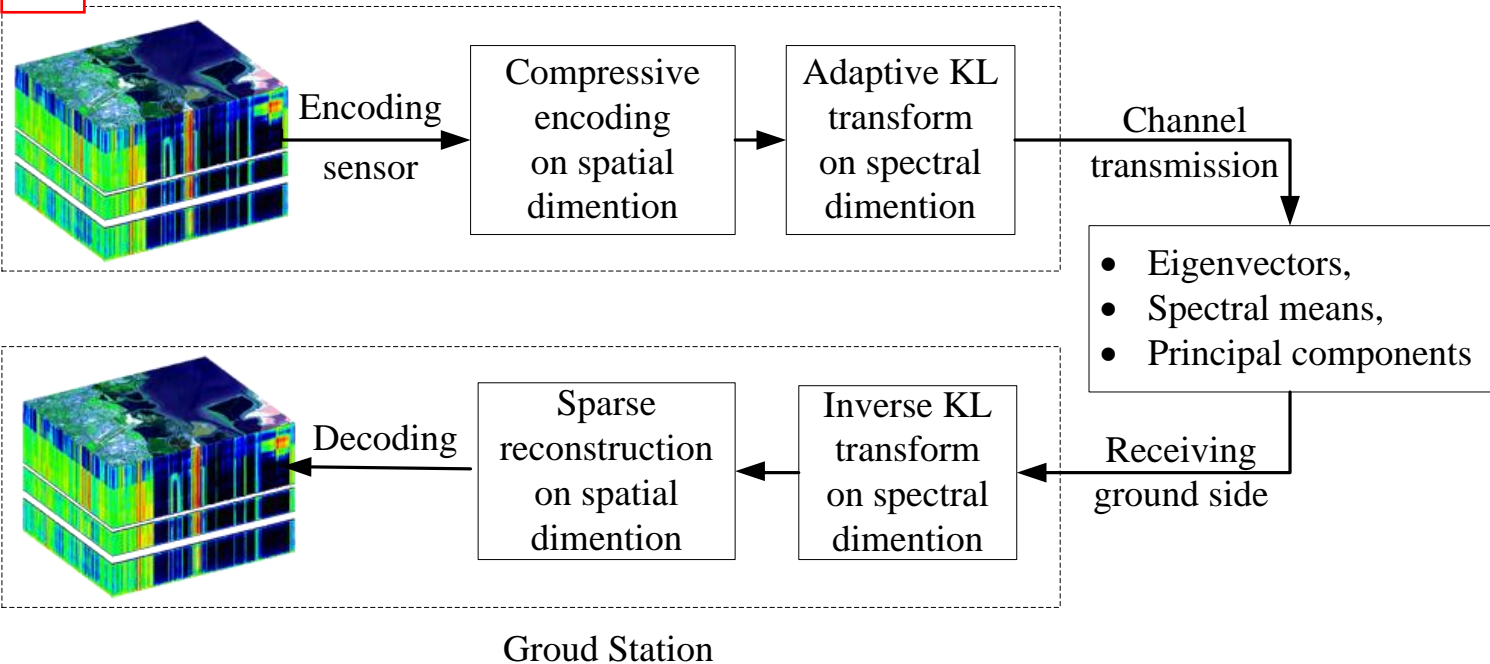 Encoding
sensor
Compressive
encoding
on spatial
dimention
Adaptive KL
transform
on spectral
dimention
Channel
transmission
• Eigenvectors,
• Spectral means,
• Principal components
Receiving
ground side
Inverse KL
transform
on spectral
dimention
Sparse
reconstruction
on spatial
dimention
Decoding
Groud Station